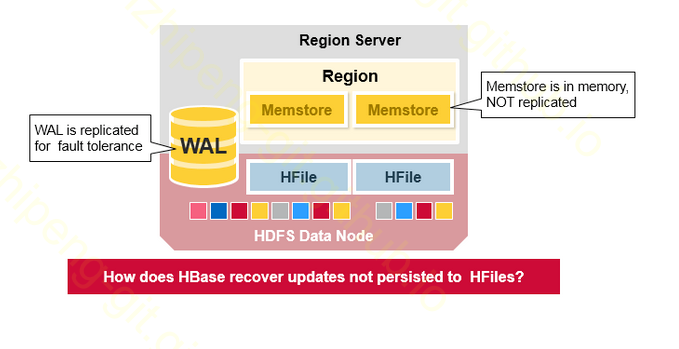 Region Server
Region
Memstore
Memstore
Memstore is in memory,
NOT replicated
WAL is replicated
for fault tolerance
WAL
HFile
HFile
HDFS Data Node
How does HBase recover updates not persisted to HFiles?